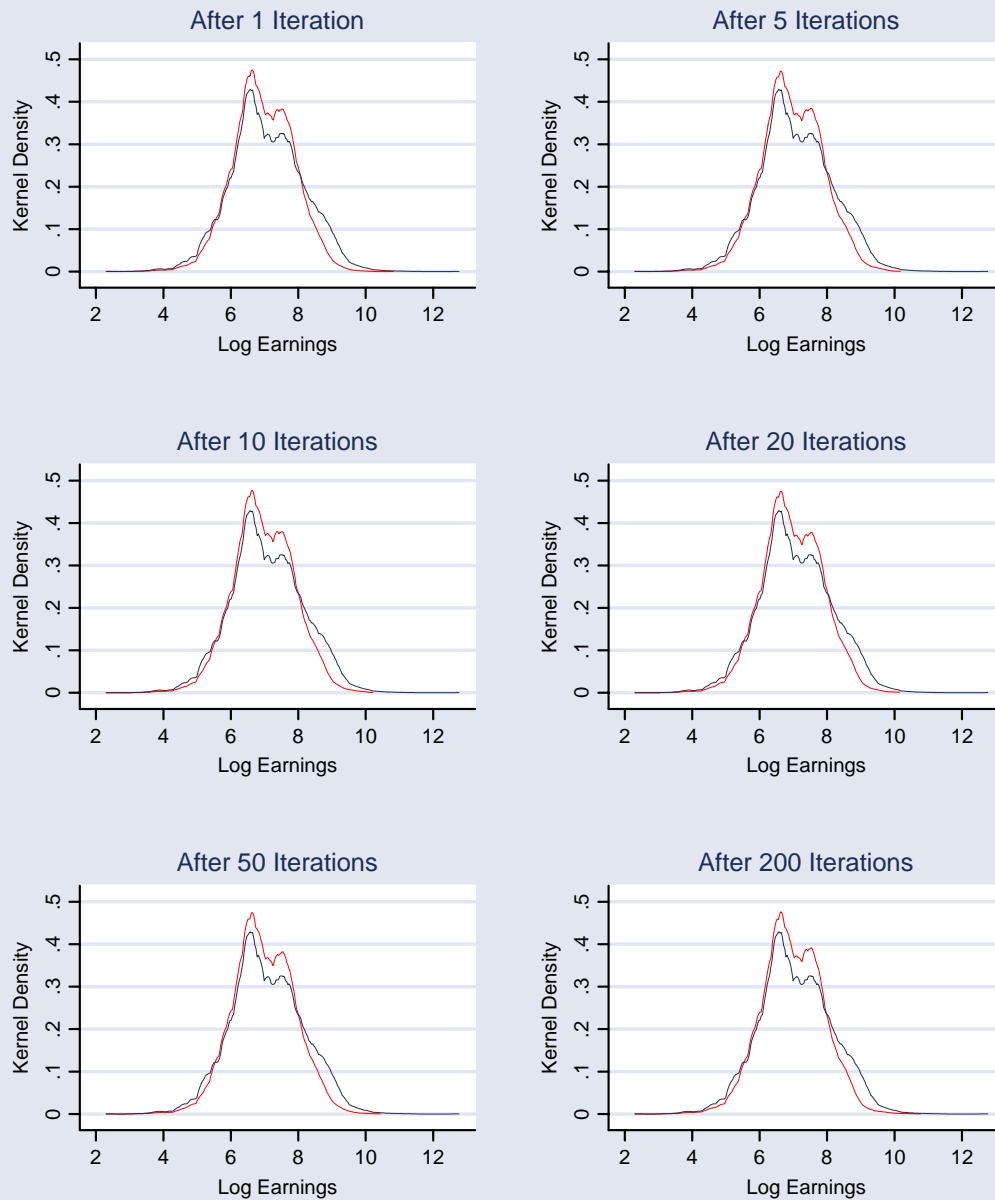 After 1 Iteration
Kernel Density
0 .1 .2 .3 .4 .5
2 4 6 8 10 12
Log Earnings
After 5 Iterations
Kernel Density
0 .1 .2 .3 .4 .5
2 4 6 8 10 12
Log Earnings
After 10 Iterations
Kernel Density
0 .1 .2 .3 .4 .5
2 4 6 8 10 12
Log Earnings
After 20 Iterations
Kernel Density
0 .1 .2 .3 .4 .5
2 4 6 8 10 12
Log Earnings
After 50 Iterations
Kernel Density
0 .1 .2 .3 .4 .5
2 4 6 8 10 12
Log Earnings
After 200 Iterations
Kernel Density
0 .1 .2 .3 .4 .5
2 4 6 8 10 12
Log Earnings